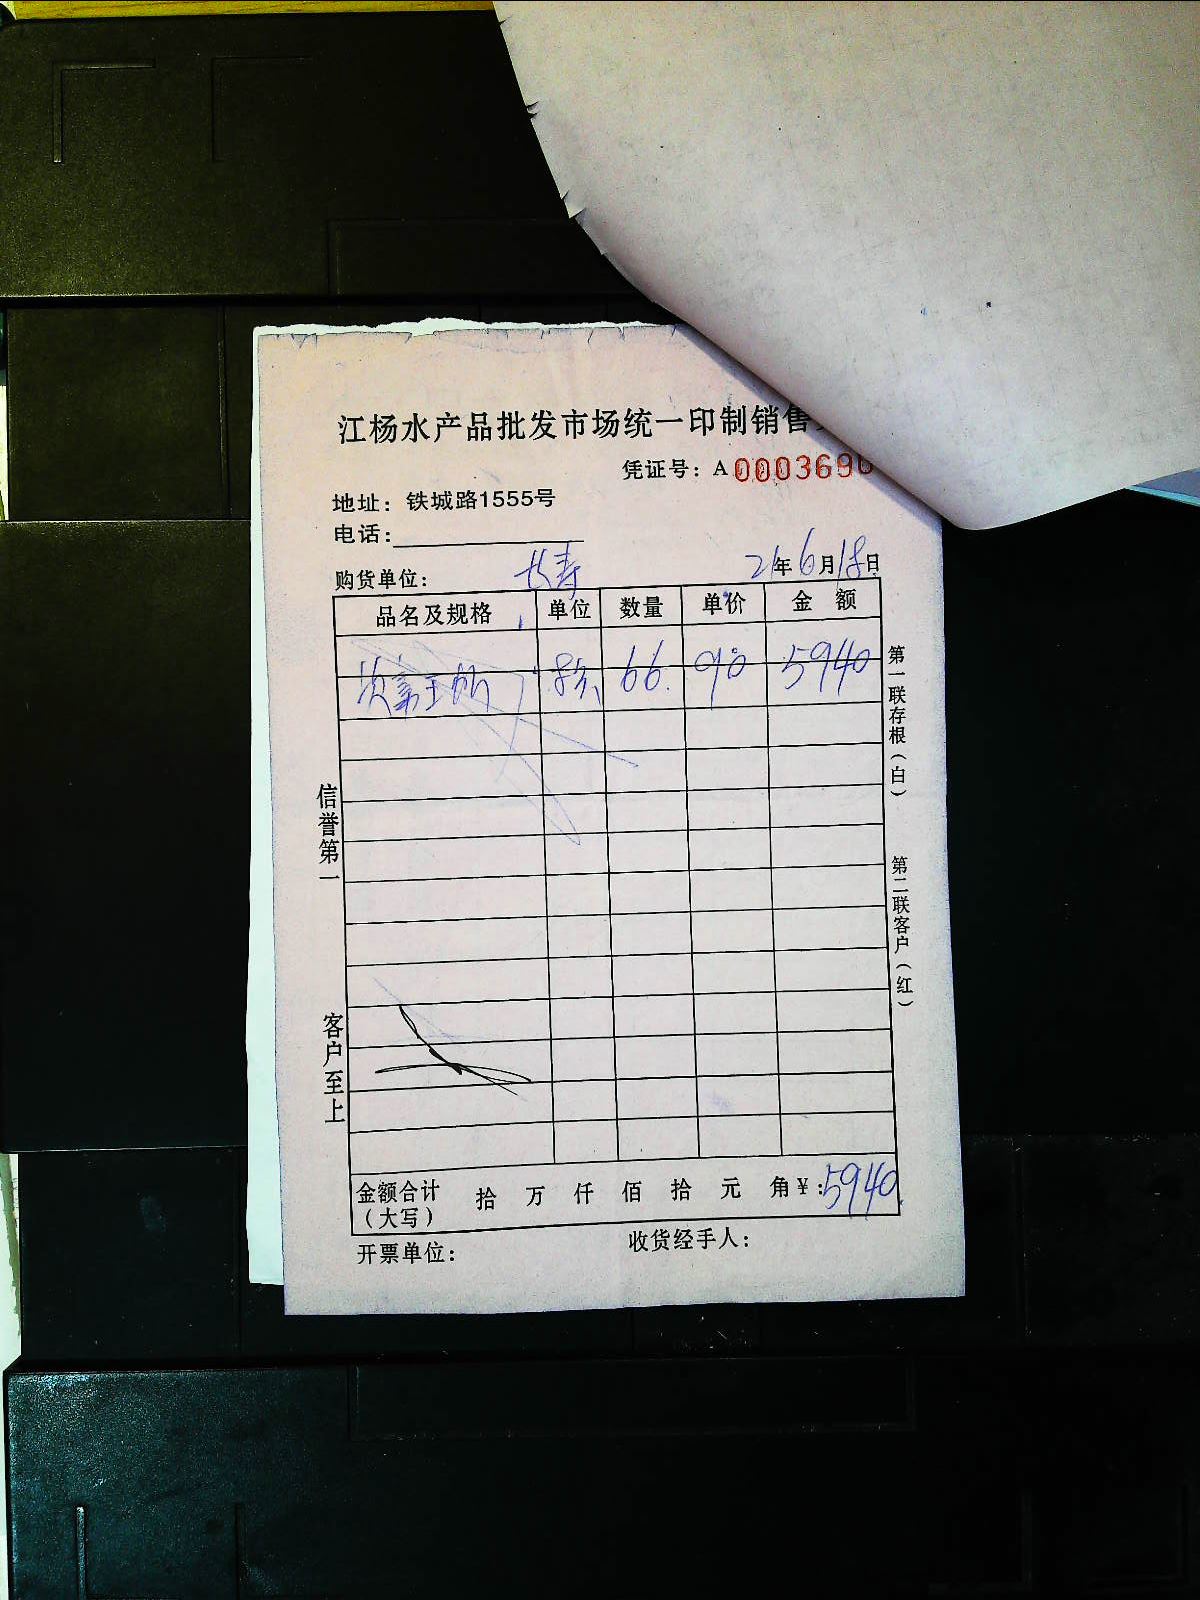 江杨水产品批发市场统一印制销售
凭证号：A 000369
地址：铁城路1555号
电话：
购货单位： 长寿 21年6月18日
品名及规格 单位 数量 单价 金额
66. 90 5940
信誉第一
客户至上
第一联存根（白）
第二联客户（红）
金额合计（大写） 拾 万 仟 佰 拾 元 角 ¥：5940
开票单位： 收货经手人：